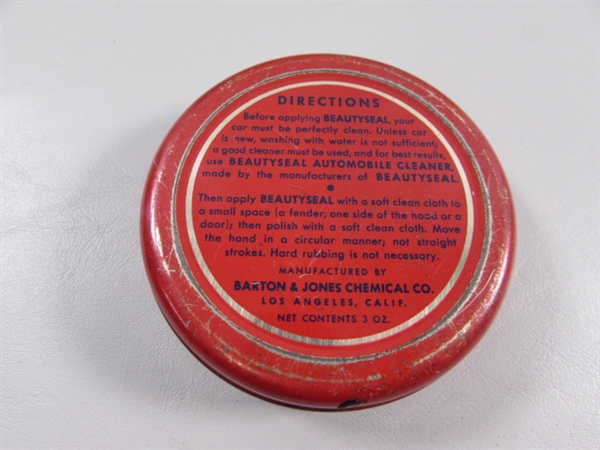 DIRECTIONS
Before applying BEAUTYSEAL, your
car must be perfectly clean. Unless car
is new, washing with water is not sufficient;
a good cleaner must be used, and for best results,
use BEAUTYSEAL AUTOMOBILE CLEANER,
made by the manufacturers of BEAUTYSEAL.
•
Then apply BEAUTYSEAL with a soft clean cloth to
a small space (a fender; one side of the hood or a
door); then polish with a soft clean cloth. Move
the hand in a circular manner; not straight
strokes. Hard rubbing is not necessary.
MANUFACTURED BY
BARTON & JONES CHEMICAL CO.
LOS ANGELES, CALIF.
NET CONTENTS 3 OZ.